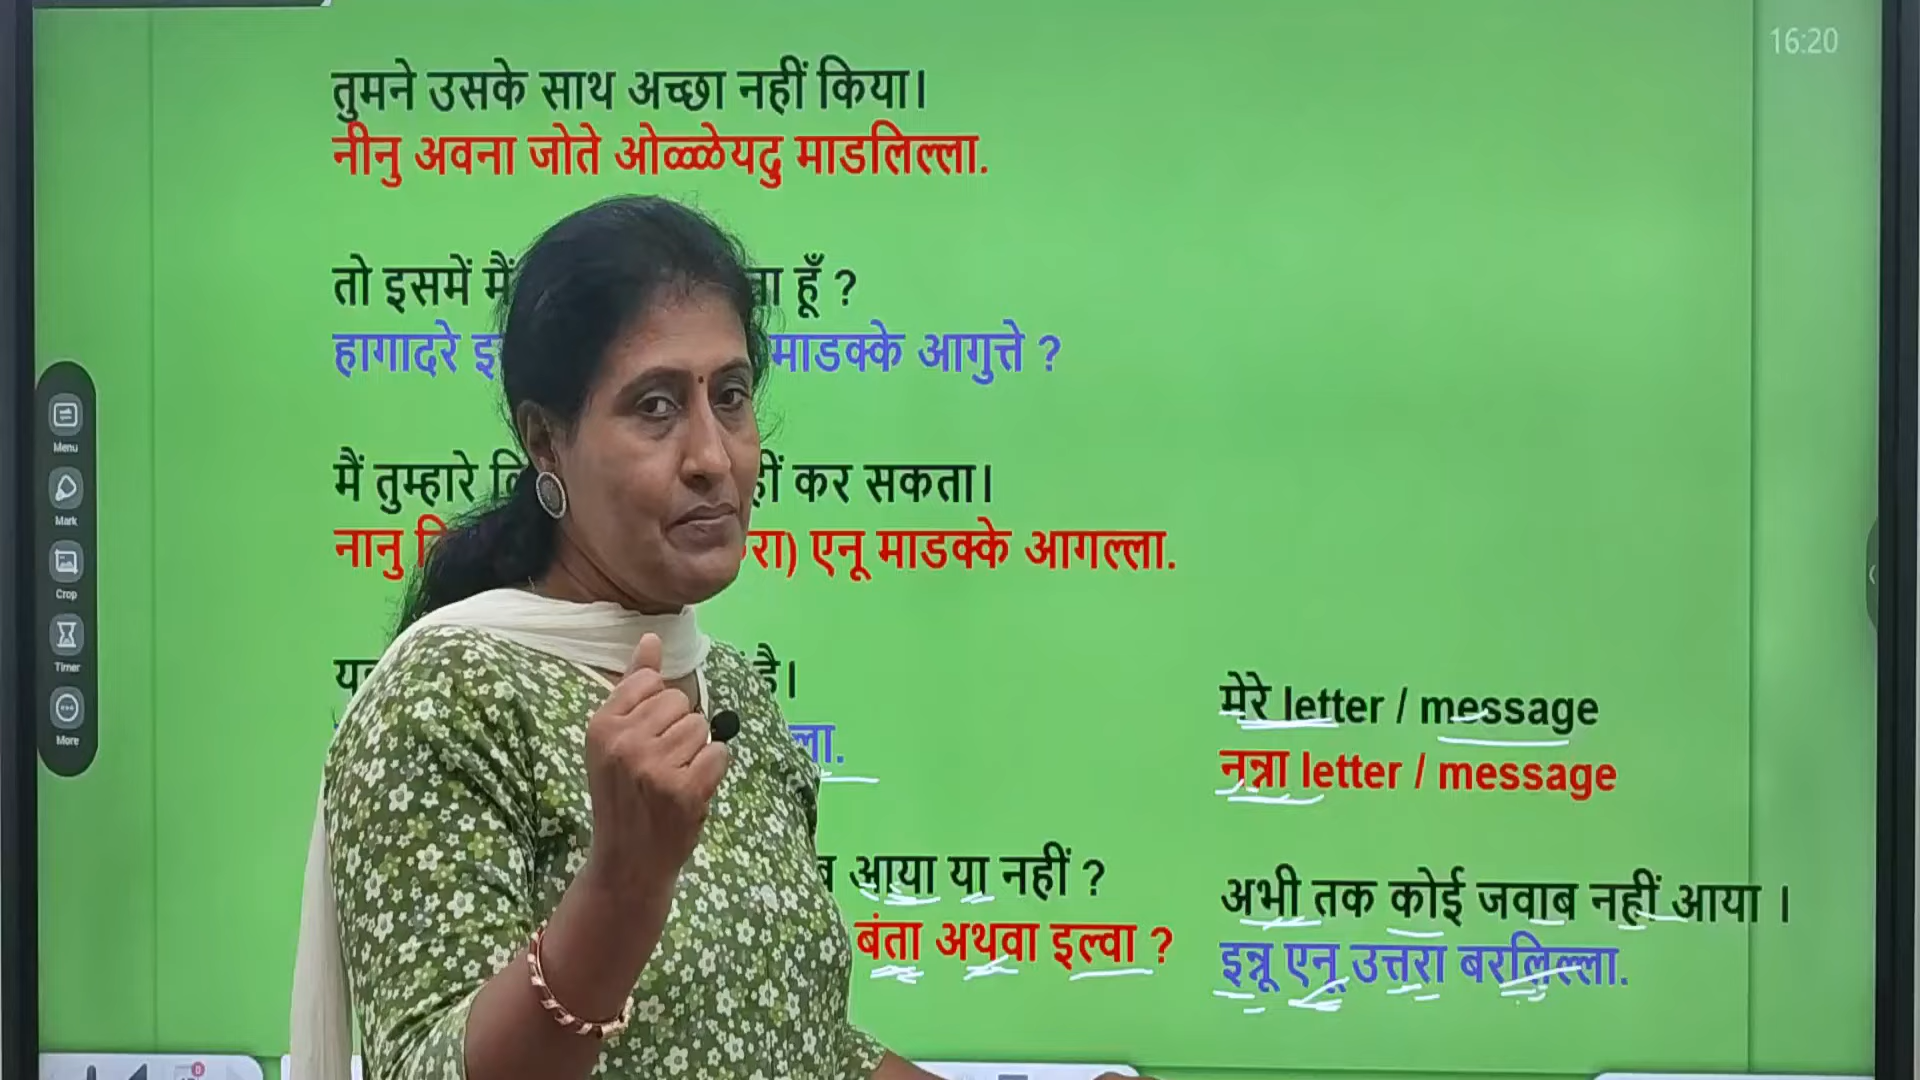 16:20
तुमने उसके साथ अच्छा नहीं किया।
नीनु अवना जोते ओळ्ळेयदु माडलिल्ला.
तो इसमें मैं हूँ ?
हागादरे माडक्के आगुत्ते ?
मैं तुम्हारे कर सकता।
नानु एनू माडक्के आगल्ला.
है।
आया या नहीं ?
बंता अथवा इल्वा ?
मेरे letter / message
नन्ना letter / message
अभी तक कोई जवाब नहीं आया ।
इन्नू एनू उत्तरा बरलिल्ला.
Menu
Mark
Crop
Timer
More